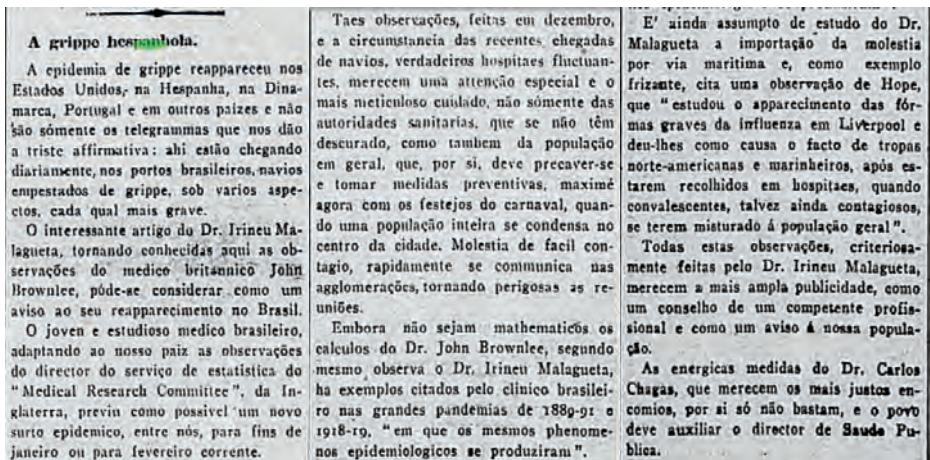 A grippe hespanhola.
A epidemia de grippe reappareceu nos
Estados Unidos, na Hespanha, na Dina-
marca, Portugal e em outros paizes e não
são sómente os telegrammas que nos dão
a triste affirmativa: ahi estão chegando
diariamente, nos portos brasileiros, navios
empestados de grippe, sob varios aspe-
ctos, cada qual mais grave.
O interessante artigo do Dr. Irineu Ma-
lagueta, tornando conhecidas aqui as ob-
servações do medico britannico John
Brownlee, póde-se considerar como um
aviso ao seu reapparecimento no Brasil.
O joven e estudioso medico brasileiro,
adaptando ao nosso paiz as observações
do director do serviço de estatistica do
"Medical Research Committee", da In-
glaterra, previu como possivel um novo
surto epidemico, entre nós, para fins de
janeiro ou para fevereiro corrente.
Taes observações, feitas em dezembro,
e a circumstancia das recentes chegadas
de navios, verdadeiros hospitaes fluctuan-
tes, merecem uma attenção especial e o
mais meticuloso cuidado, não sómente das
autoridades sanitarias, que se não têm
descurado, como tambem da população
em geral, que, por si, deve precaver-se
e tomar medidas preventivas, maximé
agora com os festejos do carnaval, quan-
do uma população inteira se condensa no
centro da cidade. Molestia de facil con-
tagio, rapidamente se communica nas
agglomerações, tornando perigosas as re-
uniões.
Embora não sejam mathematicos os
calculos do Dr. John Brownlee, segundo
mesmo observa o Dr. Irineu Malagueta,
ha exemplos citados pelo clinico brasilei-
ro nas grandes pandemias de 1889-91 e
1918-19, "em que os mesmos phenome-
nos epidemiologicos se produziram".
E' ainda assumpto de estudo do Dr.
Malagueta a importação da molestia
por via maritima e, como exemplo
frizante, cita uma observação de Hope,
que "estudou o apparecimento das fór-
mas graves da influenza em Liverpool e
deu-lhes como causa o facto de tropas
norte-americanas e marinheiros, após es-
tarem recolhidos em hospitaes, quando
convalescentes, talvez ainda contagiosos,
se terem misturado á população geral".
Todas estas observações, criteriosa-
mente feitas pelo Dr. Irineu Malagueta,
merecem a mais ampla publicidade, como
um conselho de um competente profis-
sional e como um aviso á nossa popula-
ção.
As energicas medidas do Dr. Carlos
Chagas, que merecem os mais justos en-
comios, por si só não bastam, e o povo
deve auxiliar o director de Saude Pu-
blica.